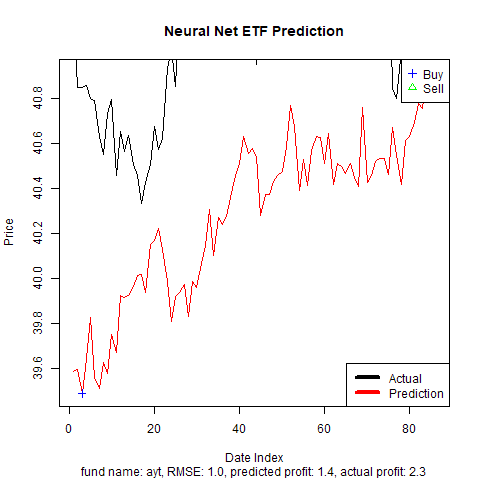 Neural Net ETF Prediction
Buy
Sell
Price
40.8
40.6
40.4
40.2
40.0
39.8
39.6
Actual
Prediction
0 20 40 60 80
Date Index
fund name: ayt, RMSE: 1.0, predicted profit: 1.4, actual profit: 2.3